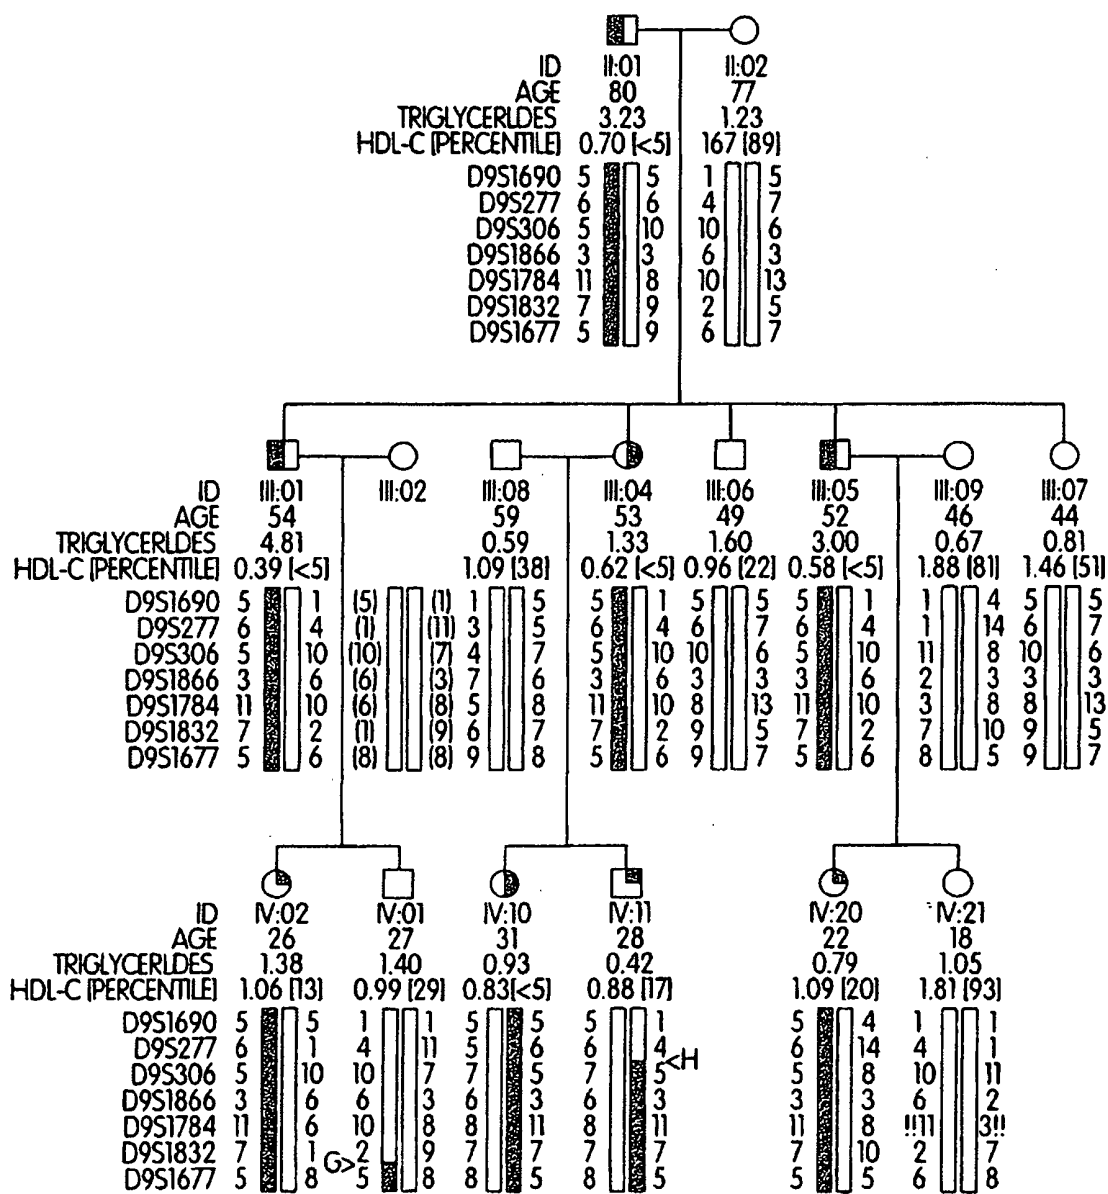 ID II:01 II:02
AGE 80 77
TRIGLYCERLDES 3.23 1.23
HDL-C [PERCENTILE] 0.70 [<5] 167 [89]
D9S1690 5 5 1 5
D9S277 6 6 4 7
D9S306 5 10 10 6
D9S1866 3 3 6 3
D9S1784 11 8 10 13
D9S1832 7 9 2 5
D9S1677 5 9 6 7
ID III:01 III:02 III:08 III:04 III:06 III:05 III:09 III:07
AGE 54 59 53 49 52 46 44
TRIGLYCERLDES 4.81 0.59 1.33 1.60 3.00 0.67 0.81
HDL-C [PERCENTILE] 0.39 [<5] 1.09 [38] 0.62 [<5] 0.96 [22] 0.58 [<5] 1.88 [81] 1.46 [51]
D9S1690 5 1 (5) (1) 1 5 5 1 5 5 5 1 1 4 5 5
D9S277 6 4 (1) (11) 3 5 6 4 6 7 6 4 1 14 6 7
D9S306 5 10 (10) (7) 4 7 5 10 10 6 5 10 11 8 10 6
D9S1866 3 6 (6) (3) 7 6 3 6 3 3 3 6 2 3 3 3
D9S1784 11 10 (6) (8) 5 8 11 10 8 13 11 10 3 8 8 13
D9S1832 7 2 (1) (9) 6 7 7 2 9 5 7 2 7 10 9 5
D9S1677 5 6 (8) (8) 9 8 5 6 9 7 5 6 8 5 9 7
ID IV:02 IV:01 IV:10 IV:11 IV:20 IV:21
AGE 26 27 31 28 22 18
TRIGLYCERLDES 1.38 1.40 0.93 0.42 0.79 1.05
HDL-C [PERCENTILE] 1.06 [13] 0.99 [29] 0.83[<5] 0.88 [17] 1.09 [20] 1.81 [93]
D9S1690 5 5 1 1 5 5 5 1 5 4 1 1
D9S277 6 1 4 11 5 6 6 4 6 14 4 1
<H
D9S306 5 10 10 7 7 5 7 5 5 8 10 11
D9S1866 3 6 6 3 6 3 6 3 3 3 6 2
D9S1784 11 6 10 8 8 11 8 11 11 8 !!11 3!!
D9S1832 7 1 2 9 7 7 7 7 7 10 2 7
G>
D9S1677 5 8 5 8 8 5 8 5 5 5 6 8